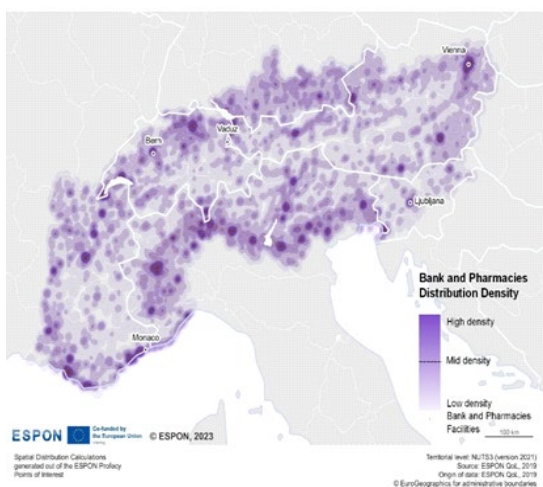 Vienna
Vaduz
Bern
Ljubljana
Monaco
Bank and Pharmacies
Distribution Density
High density
Mid density
Low density
Bank and Pharmacies
Facilities
100 km
ESPON
Co-funded by
the European Union
© ESPON, 2023
Spatial Distribution Calculations
generated out of the ESPON Profecy
Points of Interest
Territorial level: NUTS3 (version 2021)
Source: ESPON QoL, 2019
Origin of data: ESPON QoL, 2019
© EuroGeographics for administrative boundaries